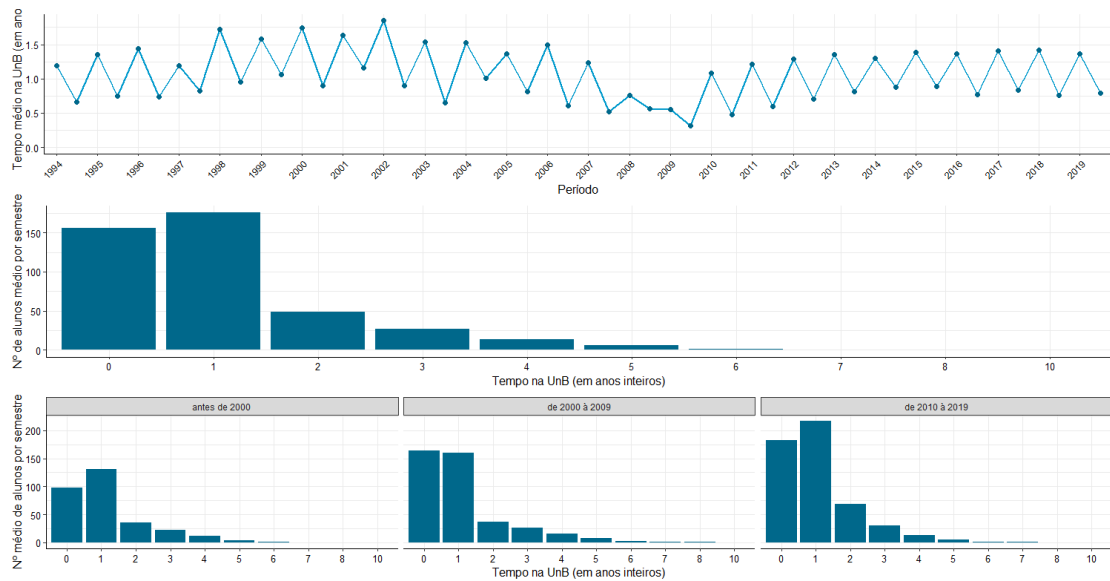 Tempo médio na UnB (em ano
1.5
1.0
0.5
0.0
1994 1995 1996 1997 1998 1999 2000 2001 2002 2003 2004 2005 2006 2007 2008 2009 2010 2011 2012 2013 2014 2015 2016 2017 2018 2019
Período
Nº de alunos médio por semestre
150
100
50
0
0 1 2 3 4 5 6 7 8 10
Tempo na UnB (em anos inteiros)
Nº médio de alunos por semestre
antes de 2000 de 2000 à 2009 de 2010 à 2019
200
150
100
50
0
0 1 2 3 4 5 6 7 8 10 0 1 2 3 4 5 6 7 8 10 0 1 2 3 4 5 6 7 8 10
Tempo na UnB (em anos inteiros)